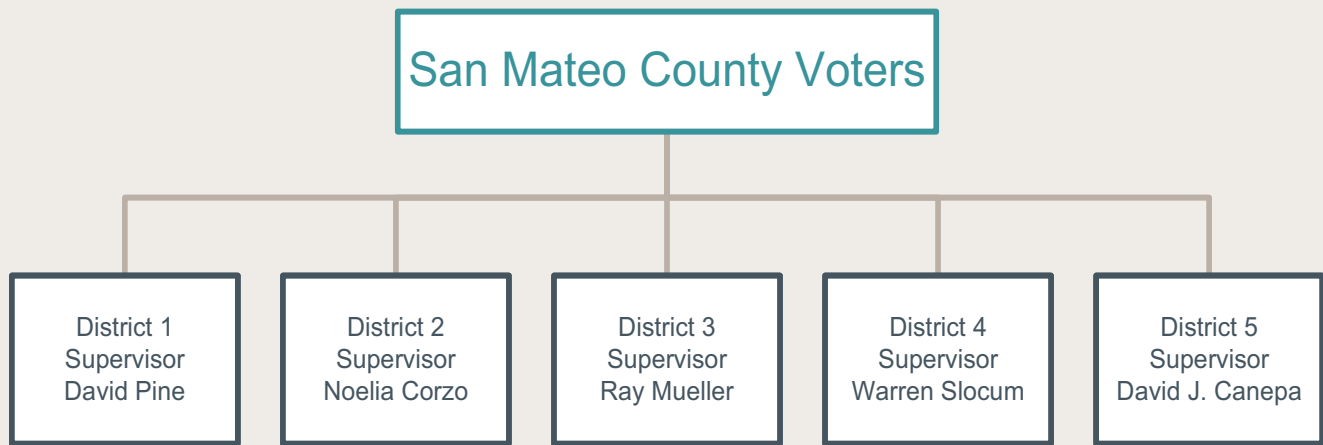 San Mateo County Voters
District 1
Supervisor
David Pine
District 2
Supervisor
Noelia Corzo
District 3
Supervisor
Ray Mueller
District 4
Supervisor
Warren Slocum
District 5
Supervisor
David J. Canepa